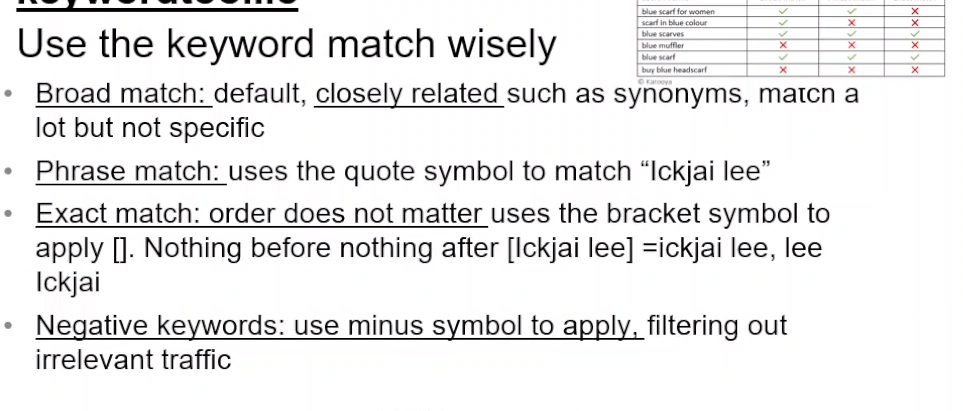 Use the keyword match wisely
blue scarf for women
scarf in blue colour
blue scarves
blue muffler
blue scarf
buy blue headscarf
© Karooya
• Broad match: default, closely related such as synonyms, match a
lot but not specific
• Phrase match: uses the quote symbol to match “Ickjai lee”
• Exact match: order does not matter uses the bracket symbol to
apply []. Nothing before nothing after [Ickjai lee] =ickjai lee, lee
Ickjai
• Negative keywords: use minus symbol to apply, filtering out
irrelevant traffic